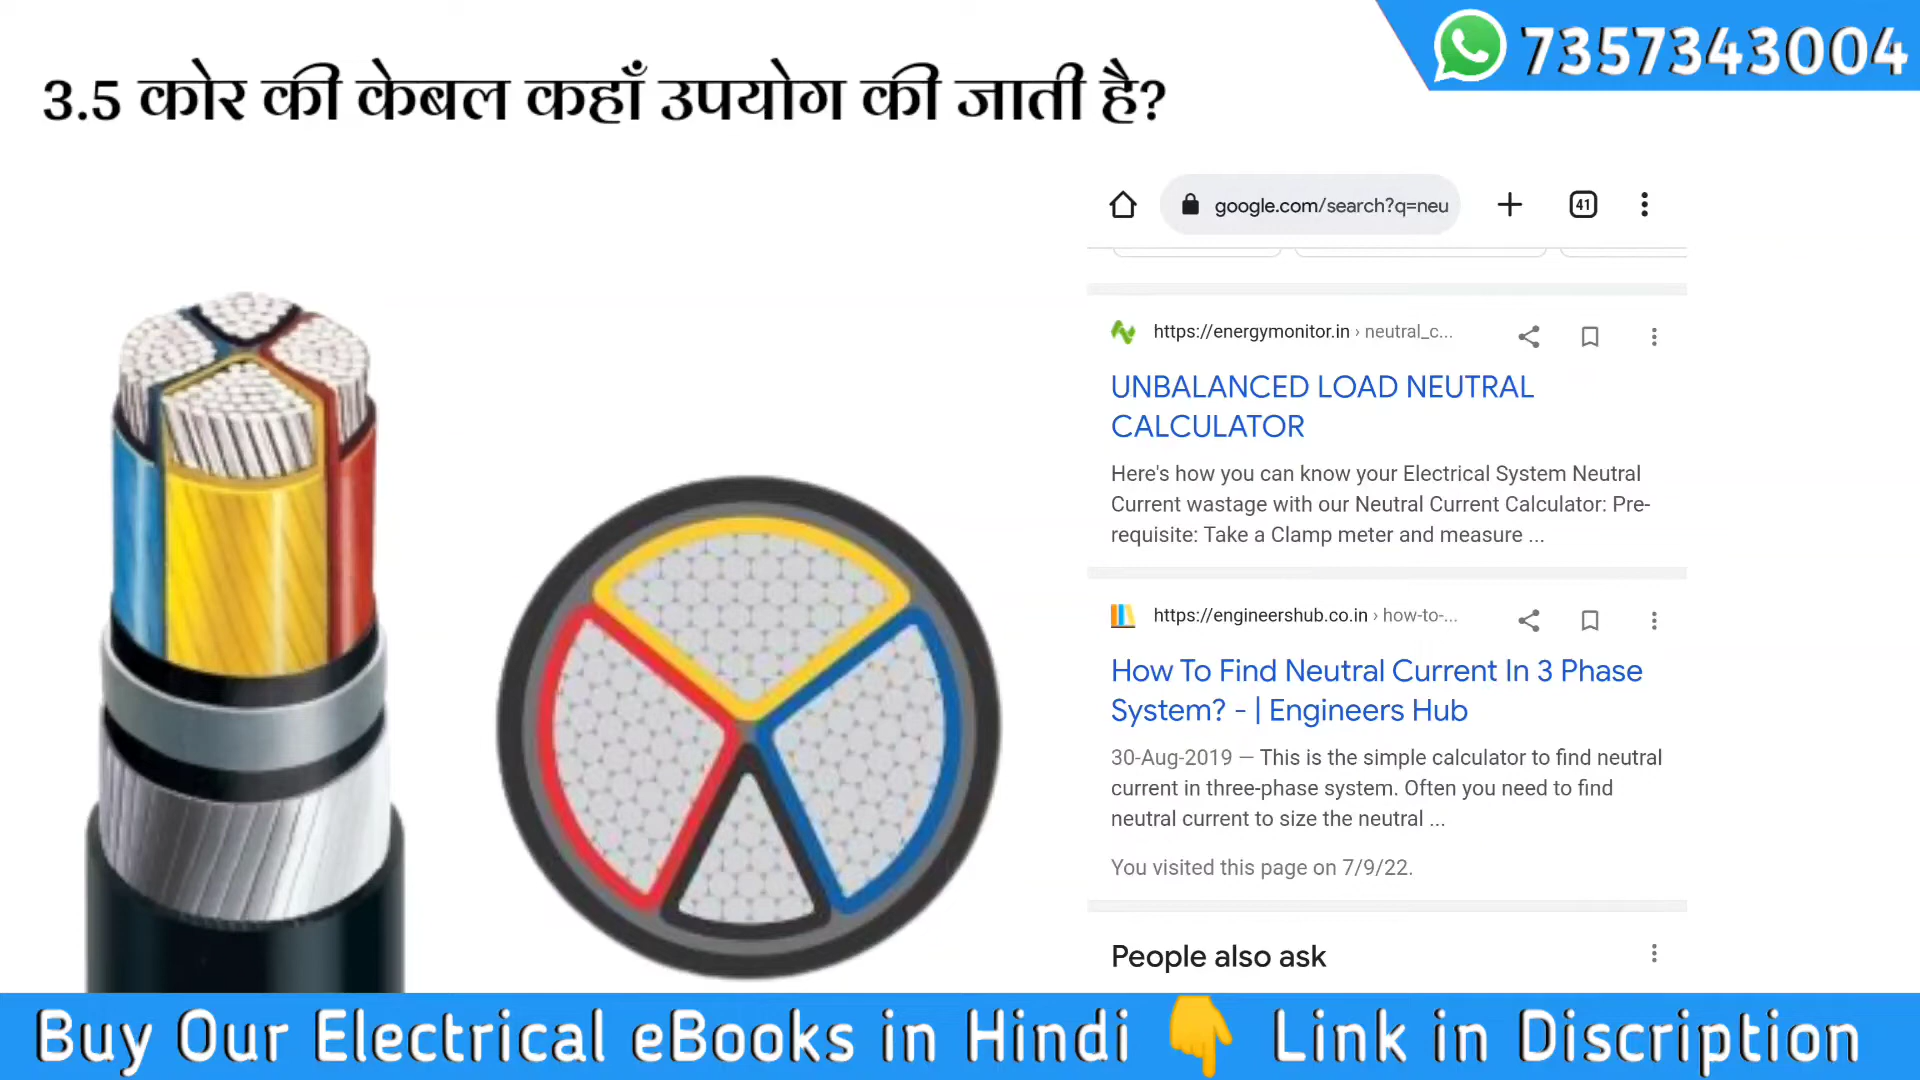 7357343004
3.5 कोर की केबल कहाँ उपयोग की जाती है?
google.com/search?q=neu
41
https://energymonitor.in › neutral_c...
UNBALANCED LOAD NEUTRAL
CALCULATOR
Here's how you can know your Electrical System Neutral
Current wastage with our Neutral Current Calculator: Pre-
requisite: Take a Clamp meter and measure ...
https://engineershub.co.in › how-to-...
How To Find Neutral Current In 3 Phase
System? - | Engineers Hub
30-Aug-2019 — This is the simple calculator to find neutral
current in three-phase system. Often you need to find
neutral current to size the neutral ...
You visited this page on 7/9/22.
People also ask
Buy Our Electrical eBooks in Hindi 👇 Link in Discription